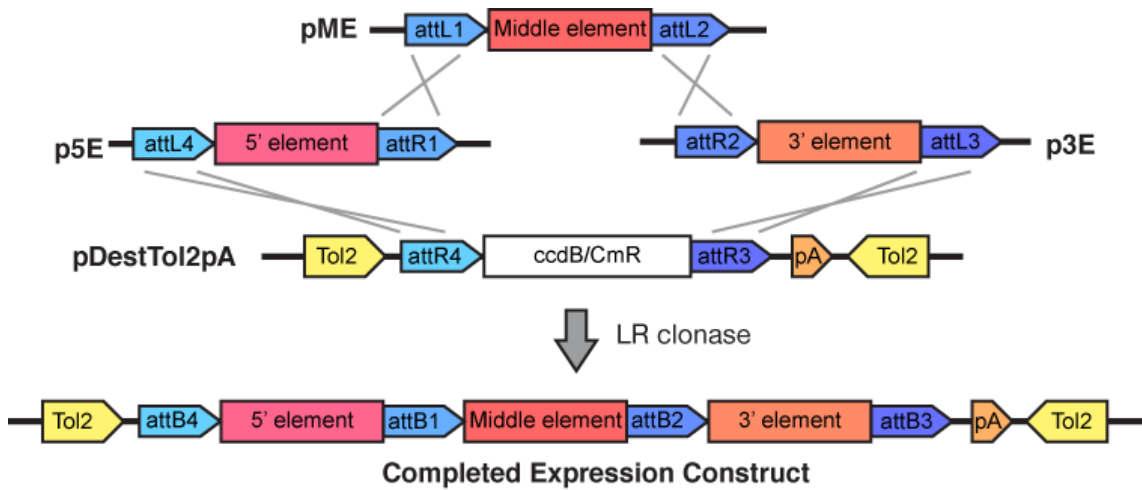 pME attL1 Middle element attL2
p5E attL4 5’ element attR1 attR2 3’ element attL3 p3E
pDestTol2pA Tol2 attR4 ccdB/CmR attR3 pA Tol2
LR clonase
Tol2 attB4 5’ element attB1 Middle element attB2 3’ element attB3 pA Tol2
Completed Expression Construct